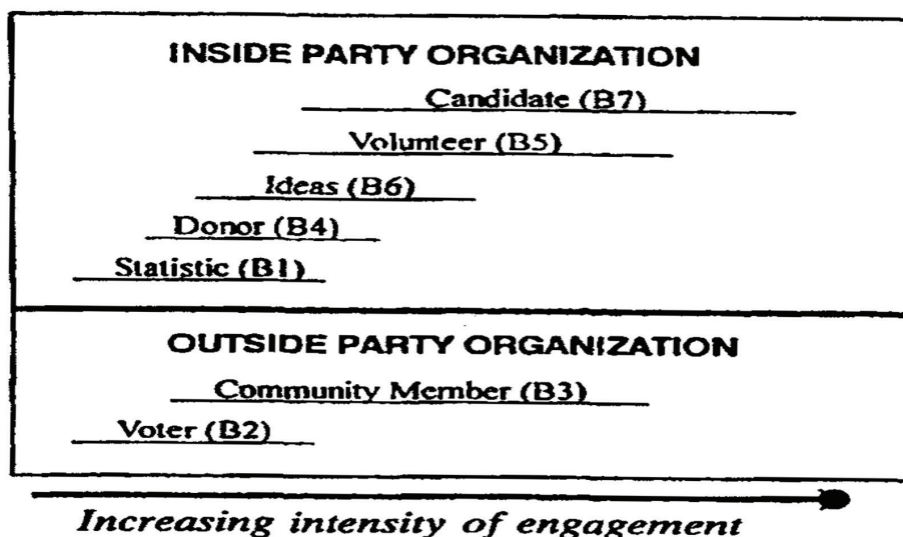 INSIDE PARTY ORGANIZATION
Candidate (B7)
Volunteer (B5)
Ideas (B6)
Donor (B4)
Statistic (B1)
OUTSIDE PARTY ORGANIZATION
Community Member (B3)
Voter (B2)
Increasing intensity of engagement